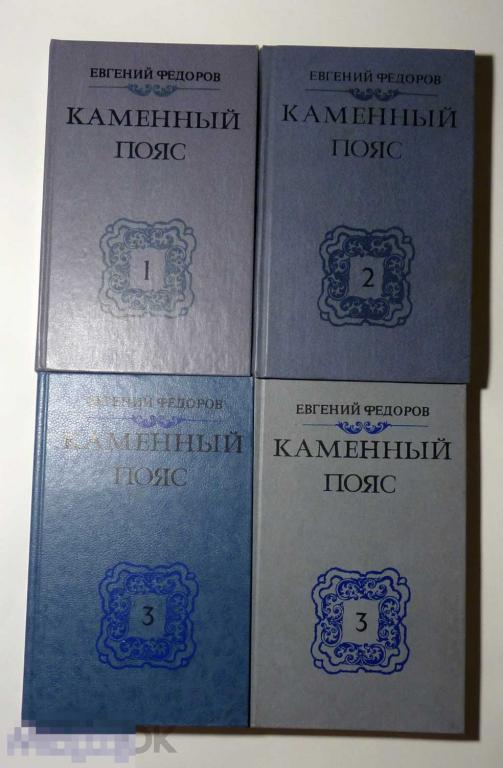 ЕВГЕНИЙ ФЕДОРОВ
КАМЕННЫЙ
ПОЯС
1
ЕВГЕНИЙ ФЕДОРОВ
КАМЕННЫЙ
ПОЯС
2
ЕВГЕНИЙ ФЕДОРОВ
КАМЕННЫЙ
ПОЯС
3
ЕВГЕНИЙ ФЕДОРОВ
КАМЕННЫЙ
ПОЯС
3